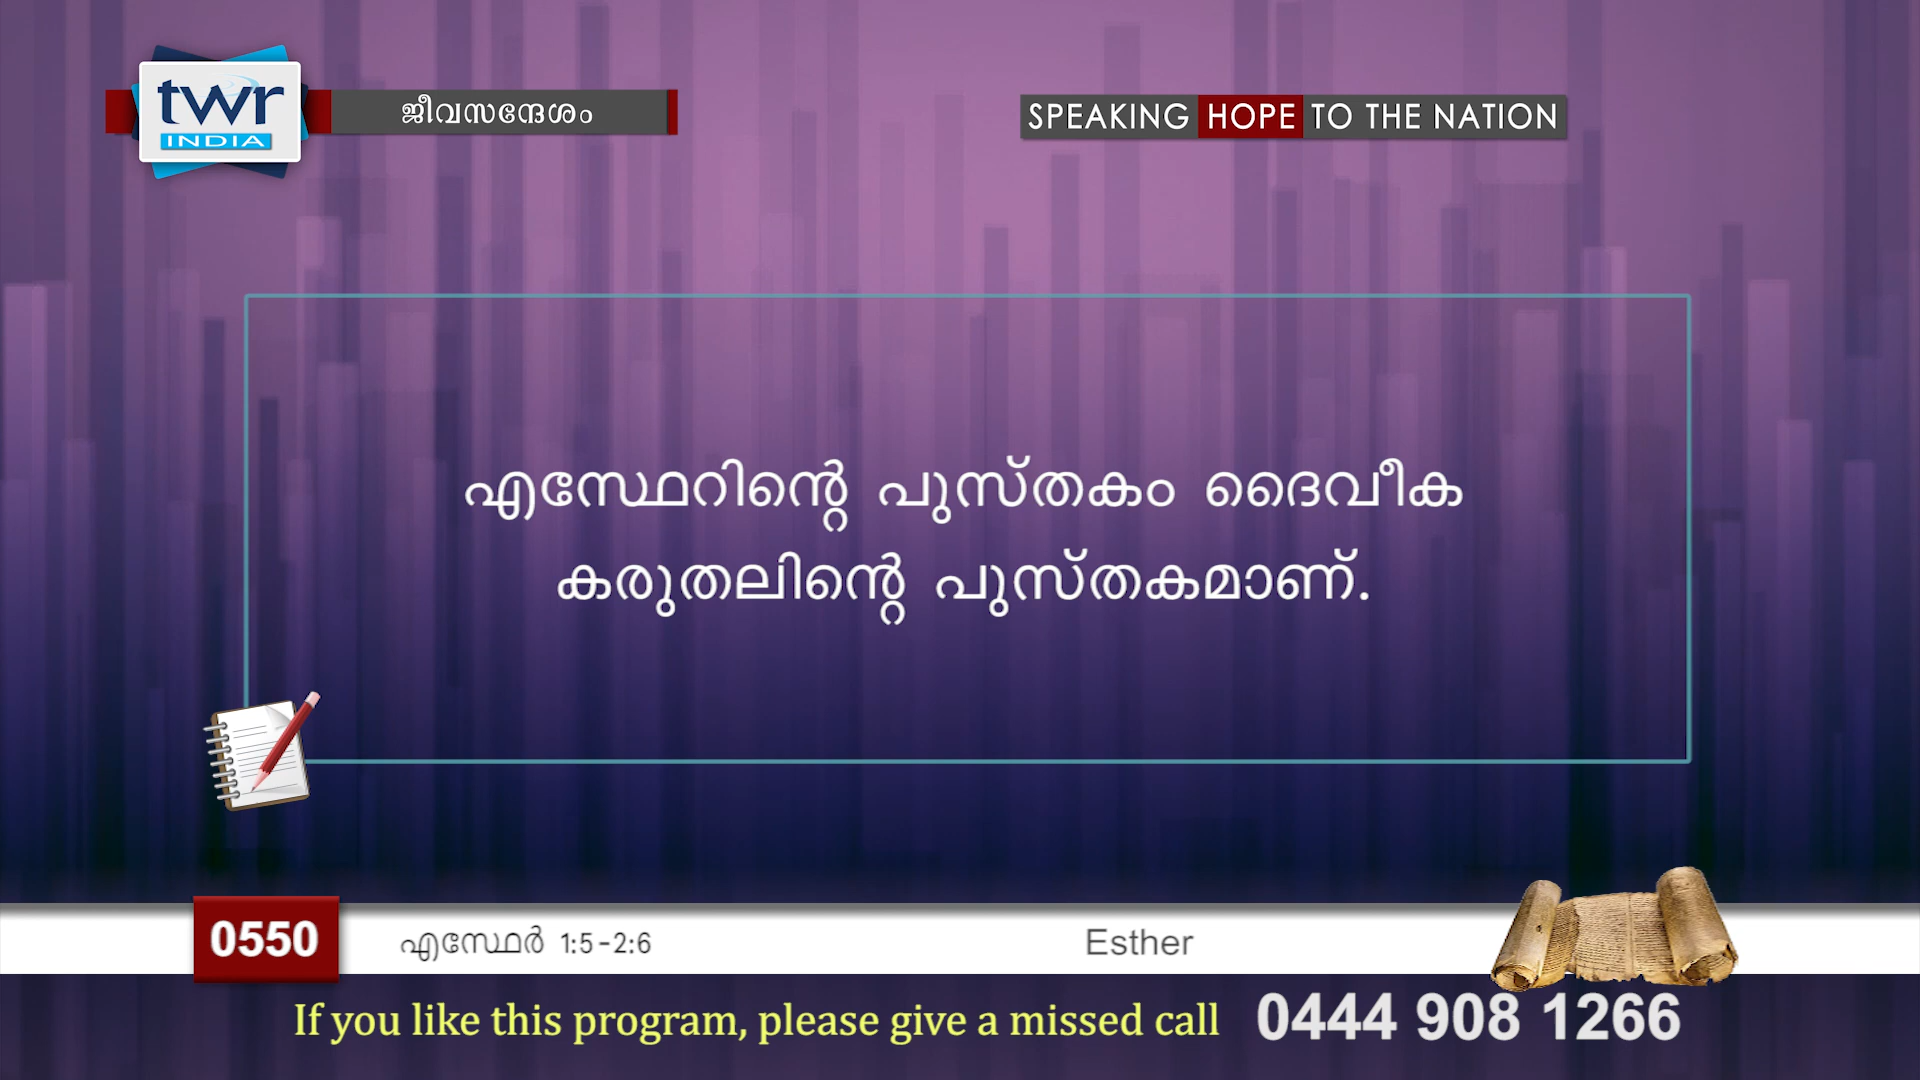 twr
INDIA
ജീവസന്ദേശം
SPEAKING HOPE TO THE NATION
എസ്ഥേറിന്റെ പുസ്തകം ദൈവീക
കരുതലിന്റെ പുസ്തകമാണ്.
0550
എസ്ഥേർ 1:5-2:6
Esther
If you like this program, please give a missed call 0444 908 1266